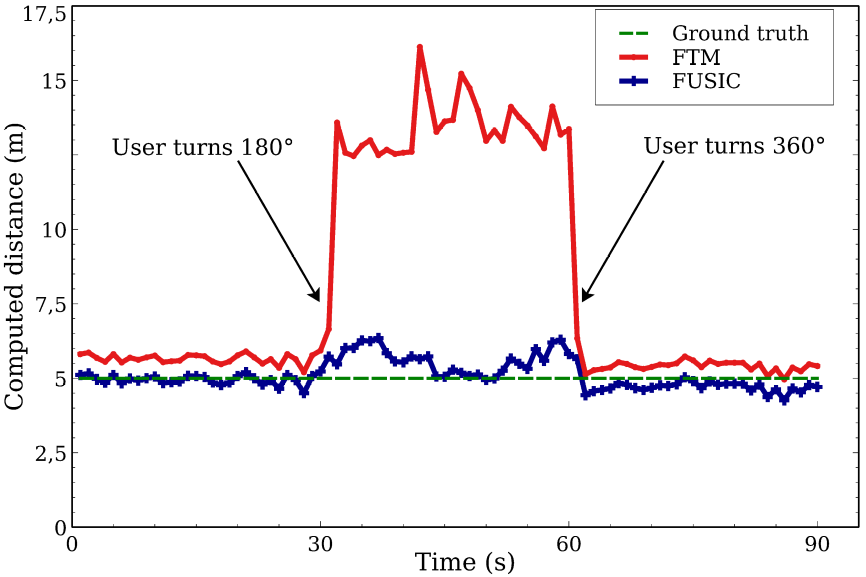 17,5
Ground truth
FTM
FUSIC
15
User turns 180°
User turns 360°
10
7,5
5
2,5
0
0
30
60
90
Computed distance (m)
Time (s)